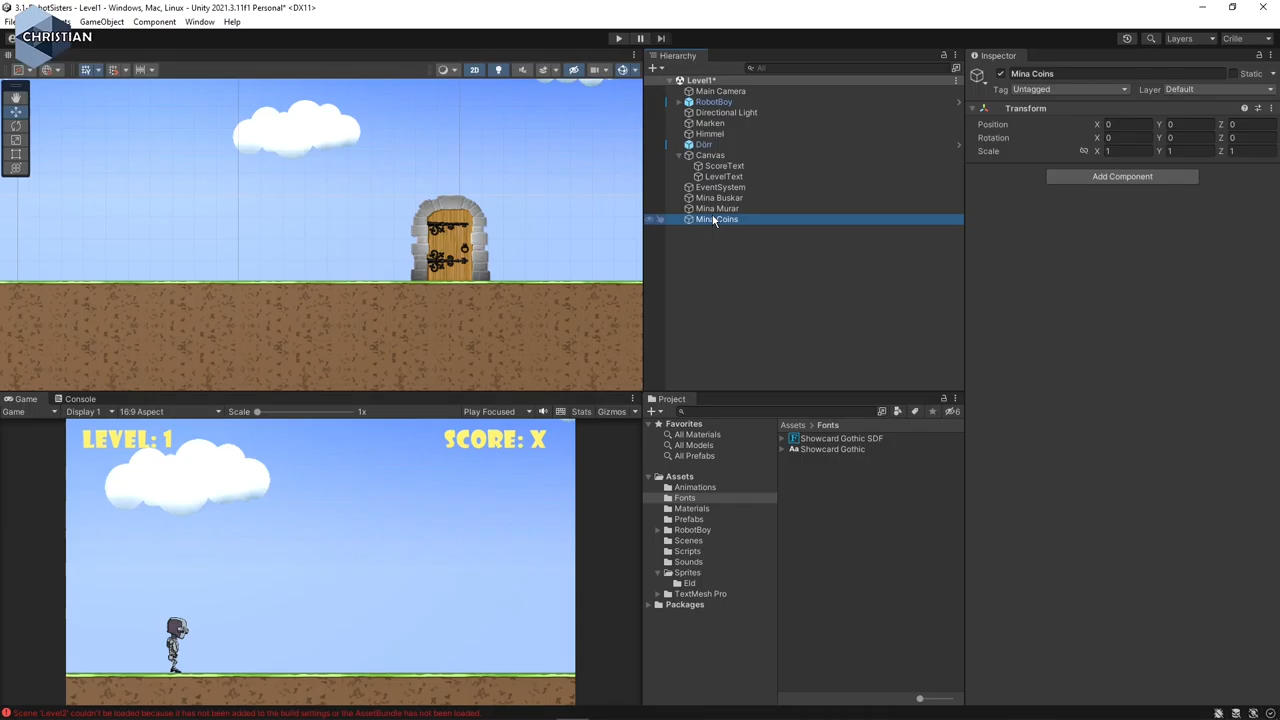 3.1-RobotSisters - Level1 - Windows, Mac, Linux - Unity 2021.3.11f1 Personal* <DX11>
GameObject Component Window Help
CHRISTIAN
Layers Crille
Hierarchy
All
Level1*
Main Camera
RobotBoy
Directional Light
Marken
Himmel
Dörr
Canvas
ScoreText
LevelText
EventSystem
Mina Buskar
Mina Murar
Mina Coins
2D
Inspector
Mina Coins Static
Tag Untagged Layer Default
Transform
Position X 0 Y 0 Z 0
Rotation X 0 Y 0 Z 0
Scale X 1 Y 1 Z 1
Add Component
Game Console
Game Display 1 16:9 Aspect Scale 1x Play Focused Stats Gizmos
LEVEL: 1 SCORE: X
Project
6
Favorites
All Materials
All Models
All Prefabs
Assets
Animations
Fonts
Materials
Prefabs
RobotBoy
Scenes
Scripts
Sounds
Sprites
Eld
TextMesh Pro
Packages
Assets > Fonts
Showcard Gothic SDF
Aa Showcard Gothic
Scene 'Level2' couldn't be loaded because it has not been added to the build settings or the AssetBundle has not been loaded.